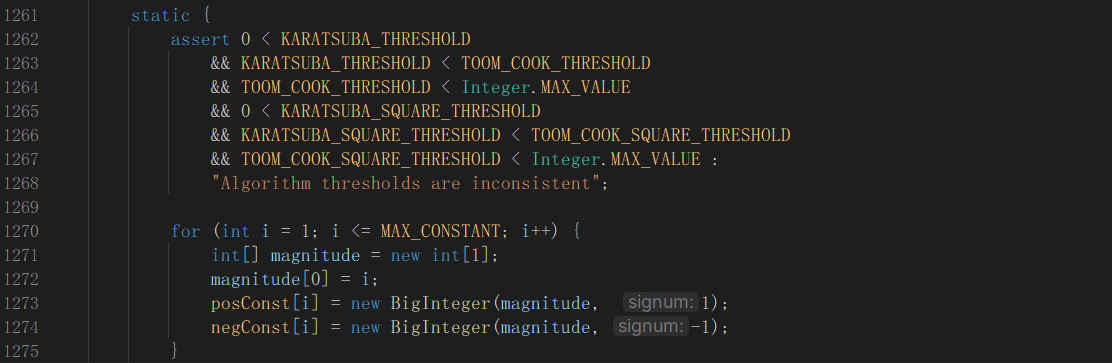 1261 static {
1262 assert 0 < KARATSUBA_THRESHOLD
1263 && KARATSUBA_THRESHOLD < TOOM_COOK_THRESHOLD
1264 && TOOM_COOK_THRESHOLD < Integer.MAX_VALUE
1265 && 0 < KARATSUBA_SQUARE_THRESHOLD
1266 && KARATSUBA_SQUARE_THRESHOLD < TOOM_COOK_SQUARE_THRESHOLD
1267 && TOOM_COOK_SQUARE_THRESHOLD < Integer.MAX_VALUE :
1268 "Algorithm thresholds are inconsistent";
1269
1270 for (int i = 1; i <= MAX_CONSTANT; i++) {
1271 int[] magnitude = new int[1];
1272 magnitude[0] = i;
1273 posConst[i] = new BigInteger(magnitude, signum: 1);
1274 negConst[i] = new BigInteger(magnitude, signum: -1);
1275 }